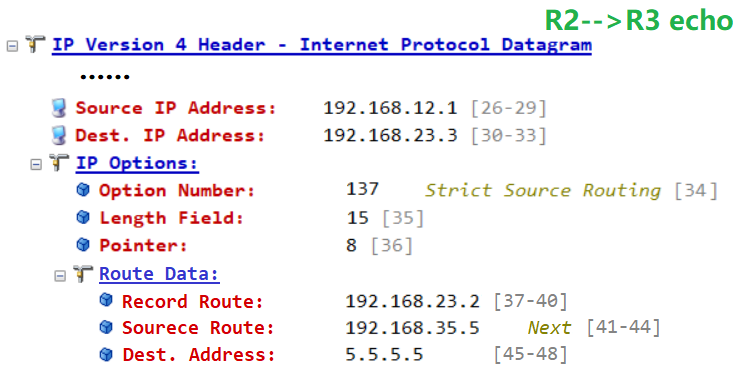 R2-->R3 echo
IP Version 4 Header - Internet Protocol Datagram
......
Source IP Address: 192.168.12.1 [26-29]
Dest. IP Address: 192.168.23.3 [30-33]
IP Options:
Option Number: 137 Strict Source Routing [34]
Length Field: 15 [35]
Pointer: 8 [36]
Route Data:
Record Route: 192.168.23.2 [37-40]
Sourece Route: 192.168.35.5 Next [41-44]
Dest. Address: 5.5.5.5 [45-48]